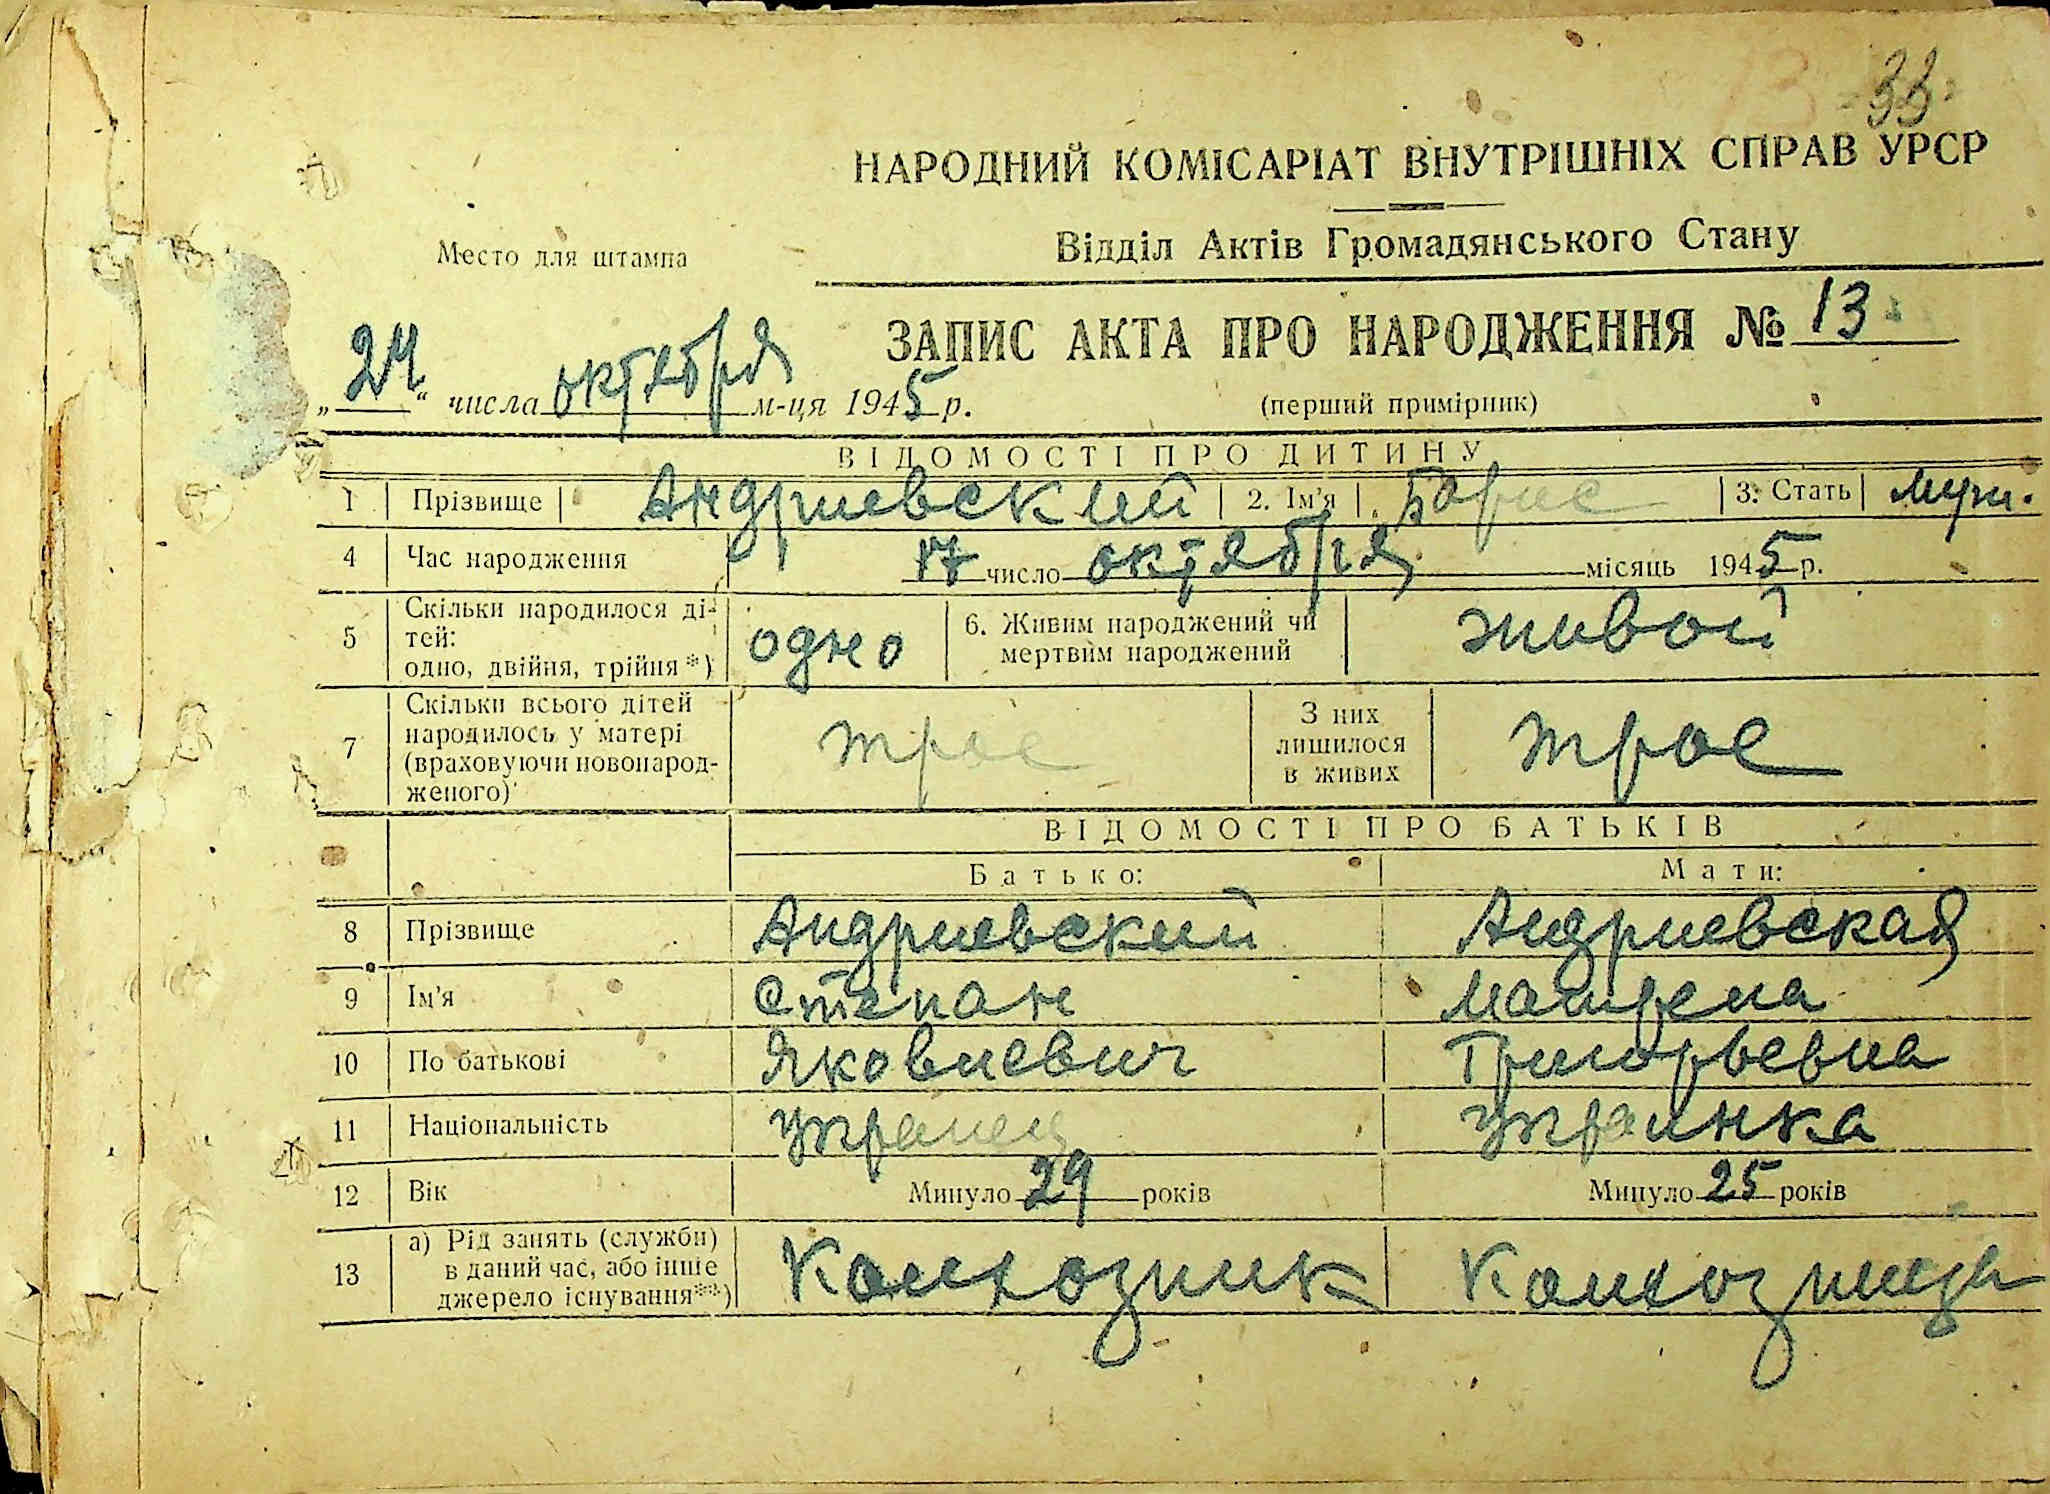 33
НАРОДНИЙ КОМІСАРІАТ ВНУТРІШНІХ СПРАВ УРСР
Відділ Актів Громадянського Стану
Место для штампа
ЗАПИС АКТА ПРО НАРОДЖЕННЯ № 13
„24“ числа октября м-ця 1945 р.
(перший примірник)
ВІДОМОСТІ ПРО ДИТИНУ
1 Прізвище Андриевский 2. Ім'я Борис 3. Стать муж.
4 Час народження 17 число октября місяць 1945 р.
5 Скільки народилося ді-
тей:
одно, двійня, трійня*) одно 6. Живим народжений чи
мертвим народжений живой
7 Скільки всього дітей
народилось у матері
(враховуючи новонарод-
женого) трое З них
лишилося
в живих трое
ВІДОМОСТІ ПРО БАТЬКІВ
Батько: Мати:
8 Прізвище Андриевский Андриевская
9 Ім'я Степан Матрена
10 По батькові Яковлевич Григорьевна
11 Національність украинец украинка
12 Вік Минуло 29 років Минуло 25 років
13 а) Рід занять (служби)
в даний час, або інше
джерело існування**) Колхозник Колхозница